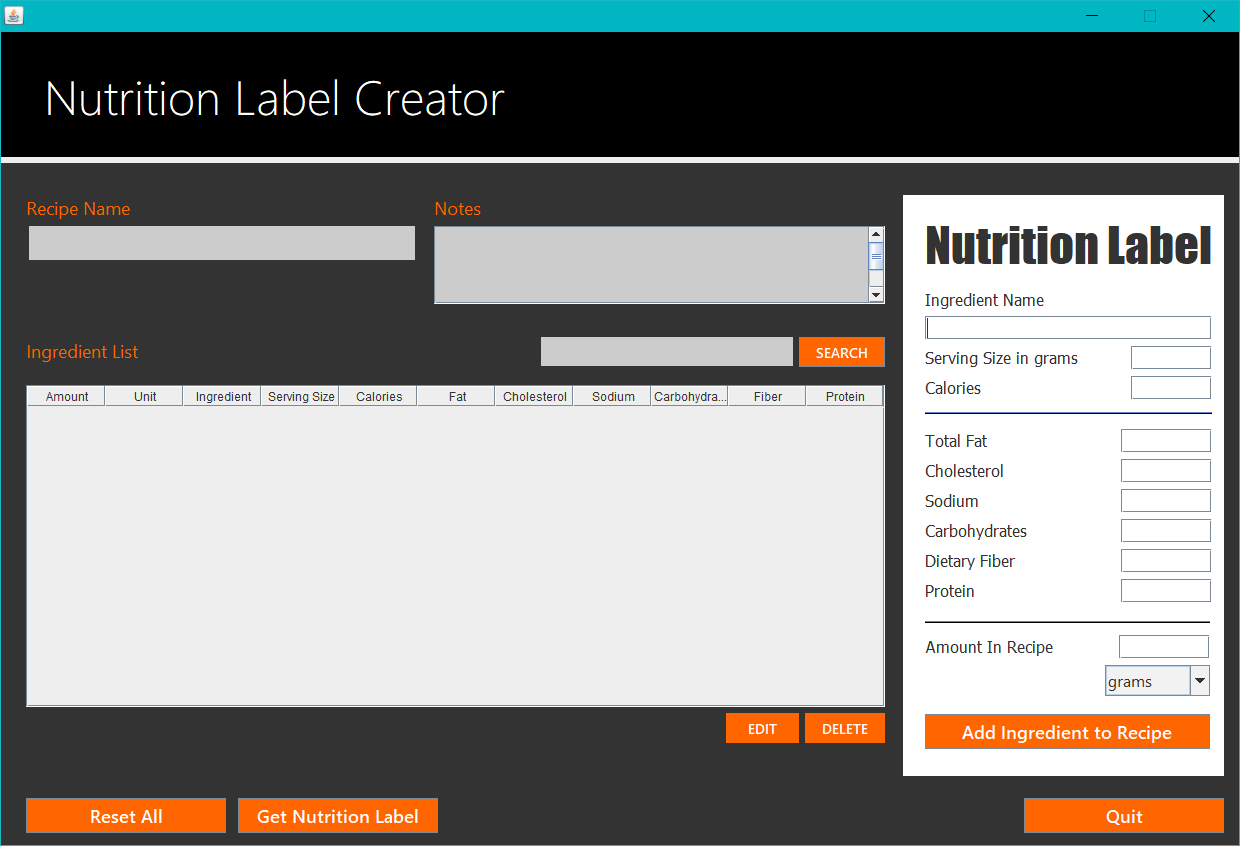 Nutrition Label Creator
Recipe Name
Notes
Ingredient List
SEARCH
Amount Unit Ingredient Serving Size Calories Fat Cholesterol Sodium Carbohydra... Fiber Protein
EDIT DELETE
Reset All Get Nutrition Label
Nutrition Label
Ingredient Name
Serving Size in grams
Calories
Total Fat
Cholesterol
Sodium
Carbohydrates
Dietary Fiber
Protein
Amount In Recipe
grams
Add Ingredient to Recipe
Quit